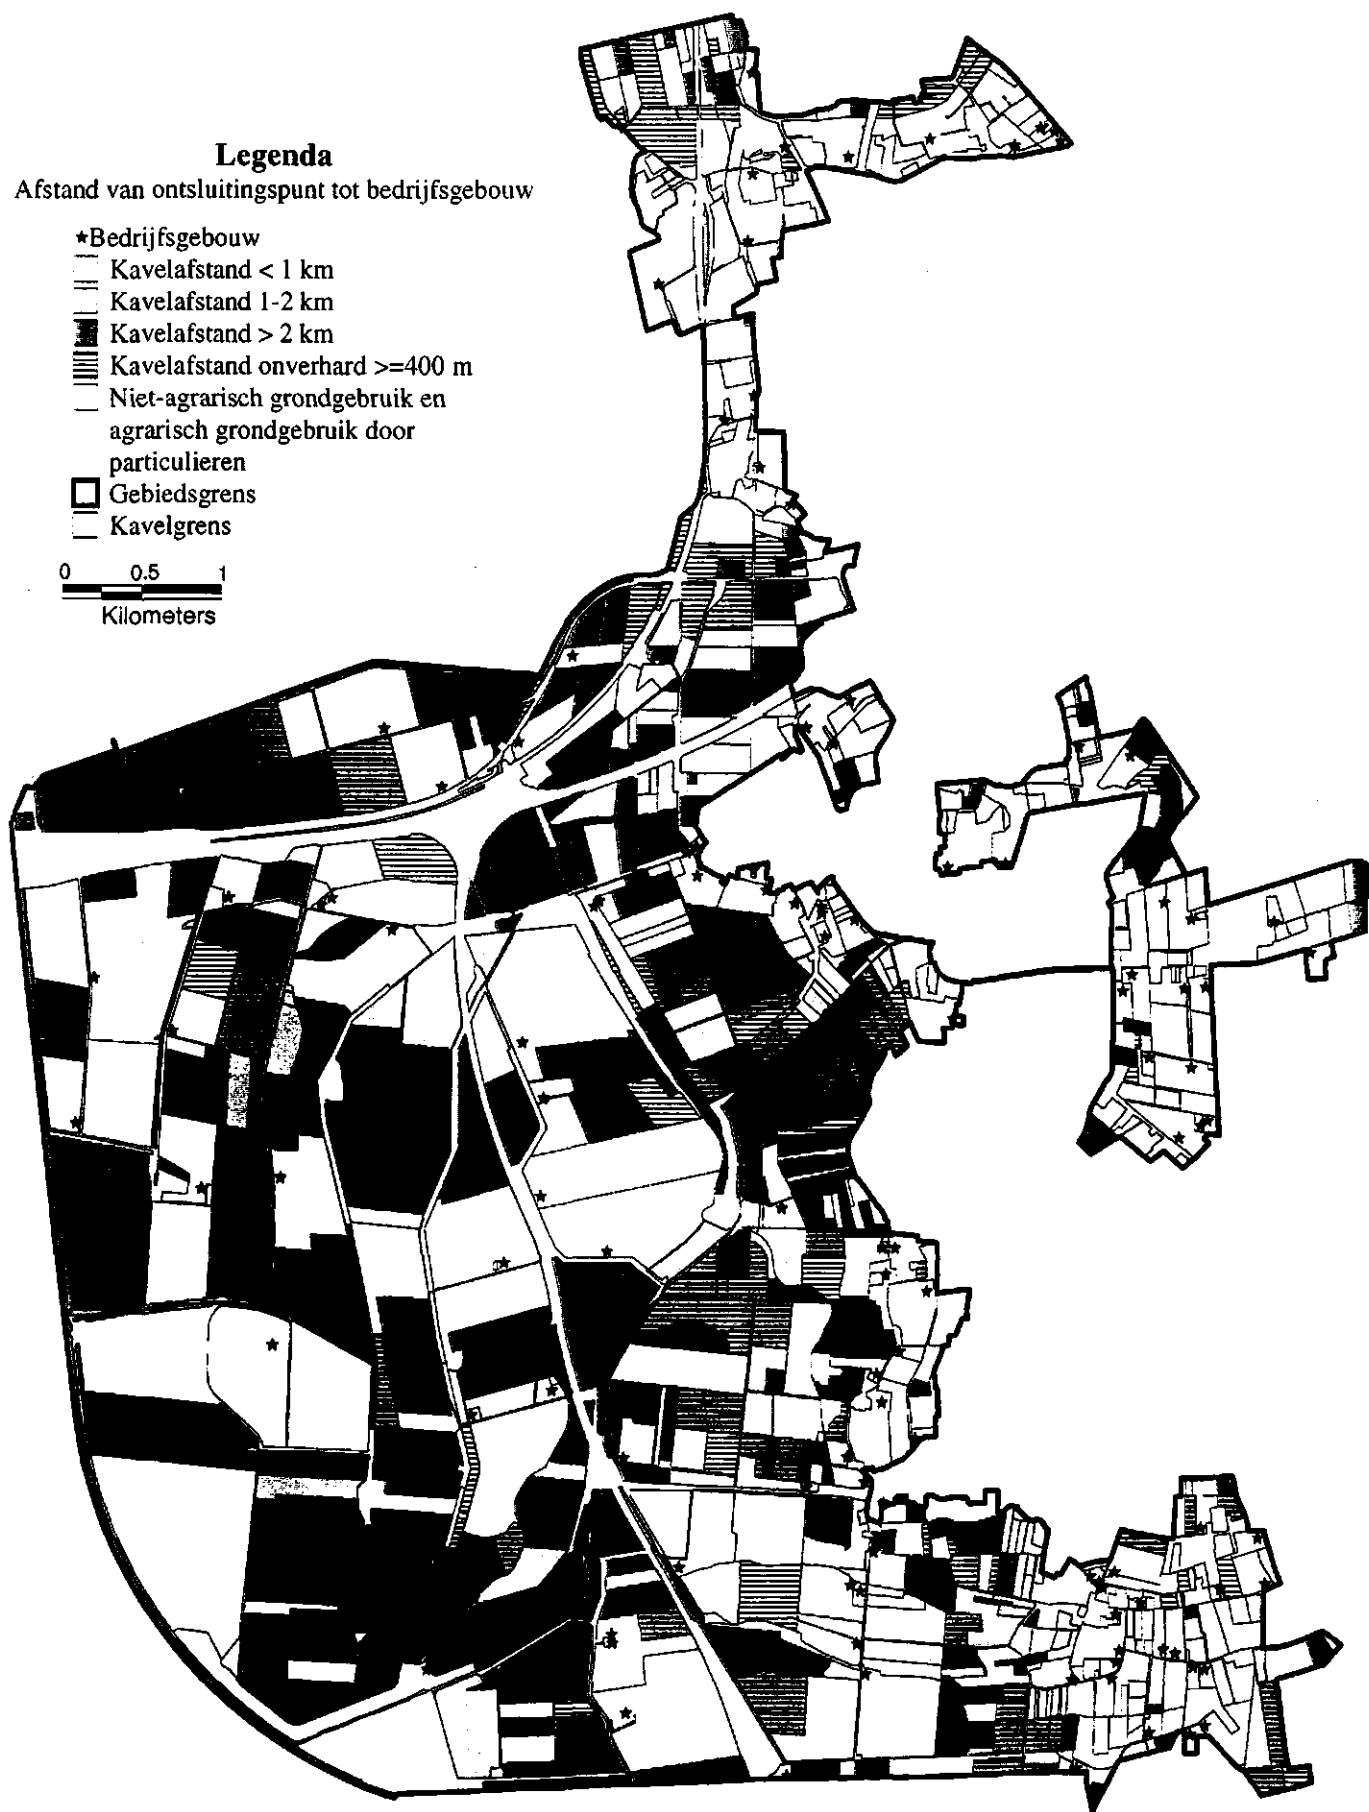 Legenda
Afstand van ontsluitingspunt tot bedrijfsgebouw
★Bedrijfsgebouw
Kavelafstand < 1 km
Kavelafstand 1-2 km
Kavelafstand > 2 km
Kavelafstand onverhard >=400 m
Niet-agrarisch grondgebruik en
agrarisch grondgebruik door
particulieren
Gebiedsgrens
Kavelgrens
0 0.5 1
Kilometers